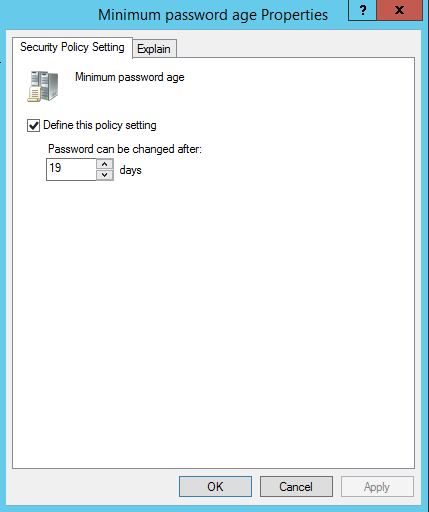 Minimum password age Properties
?
x
Security Policy Setting
Explain
Minimum password age
Define this policy setting
Password can be changed after:
19
days
OK
Cancel
Apply